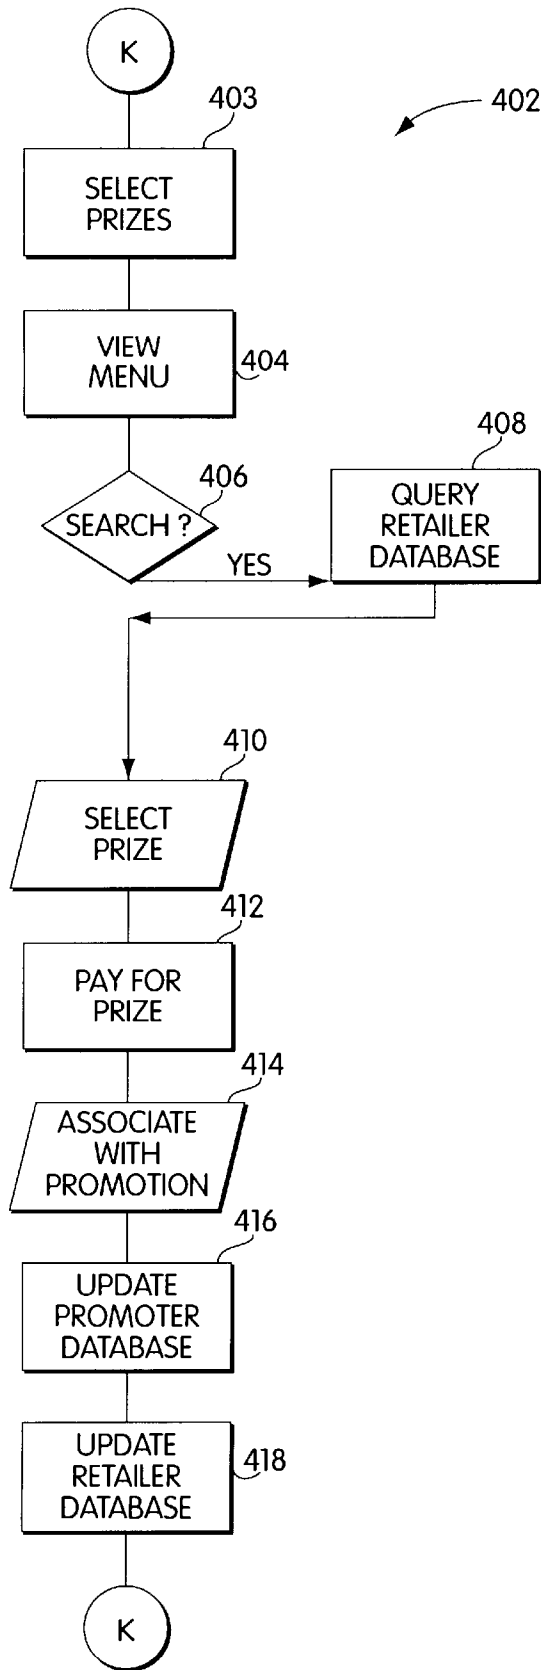 K
403
402
SELECT
PRIZES
VIEW
MENU
404
406
SEARCH ?
YES
408
QUERY
RETAILER
DATABASE
410
SELECT
PRIZE
412
PAY FOR
PRIZE
414
ASSOCIATE
WITH
PROMOTION
416
UPDATE
PROMOTER
DATABASE
UPDATE
RETAILER
DATABASE
418
K